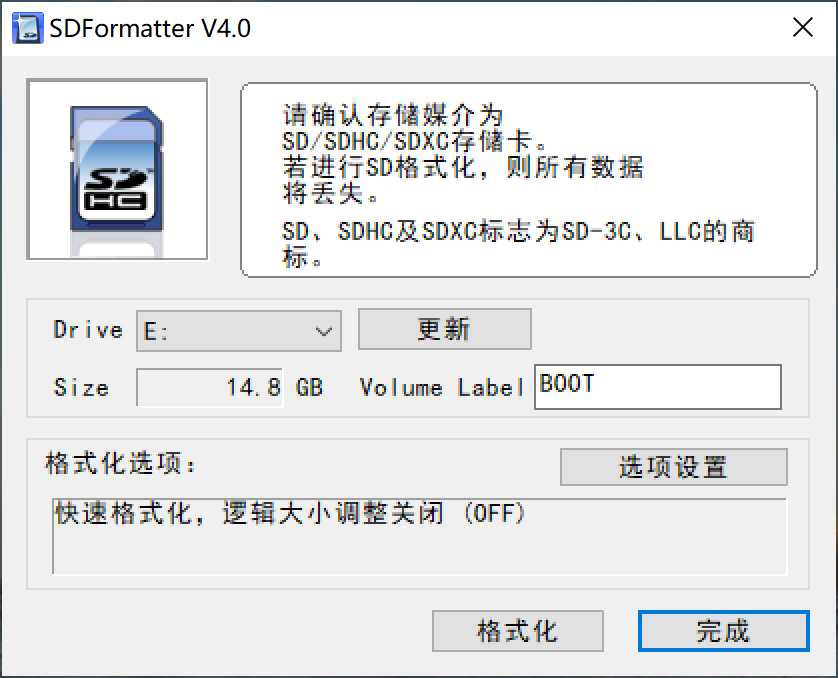 SDFormatter V4.0
SD
HC
请确认存储媒介为
SD/SDHC/SDXC存储卡。
若进行SD格式化，则所有数据
将丢失。
SD、SDHC及SDXC标志为SD-3C、LLC的商
标。
Drive E: 更新
Size 14.8 GB Volume Label BOOT
格式化选项： 选项设置
快速格式化，逻辑大小调整关闭 (OFF)
格式化 完成